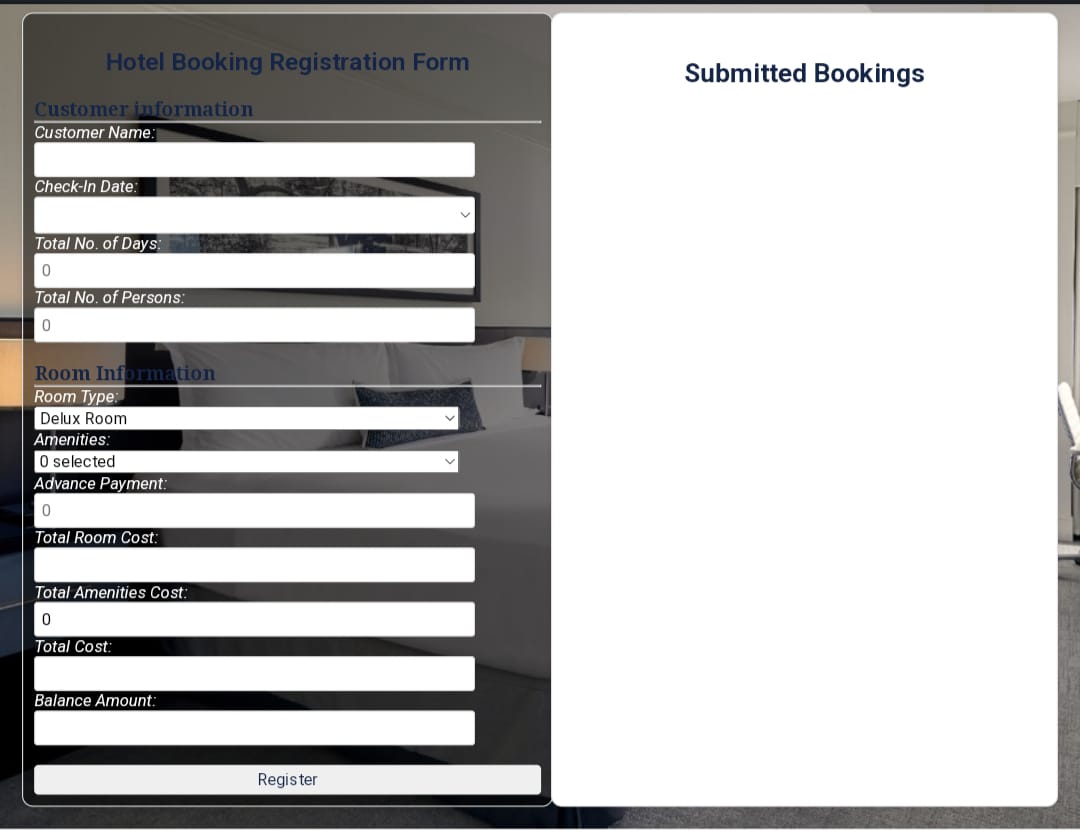 Hotel Booking Registration Form
Customer information
Customer Name:
Check-In Date:
Total No. of Days:
0
Total No. of Persons:
0
Room Information
Room Type:
Delux Room
Amenities:
0 selected
Advance Payment:
0
Total Room Cost:
Total Amenities Cost:
0
Total Cost:
Balance Amount:
Register
Submitted Bookings